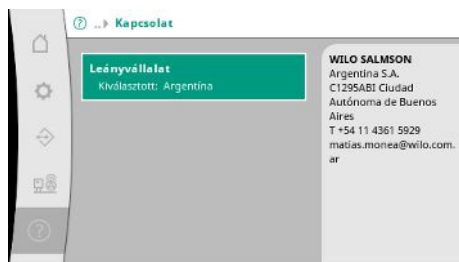 ..▸ Kapcsolat
Leányvállalat
Kiválasztott: Argentína
WILO SALMSON
Argentina S.A.
C1295ABI Ciudad
Autónoma de Buenos
Aires
T +54 11 4361 5929
matias.monea@wilo.com.
ar